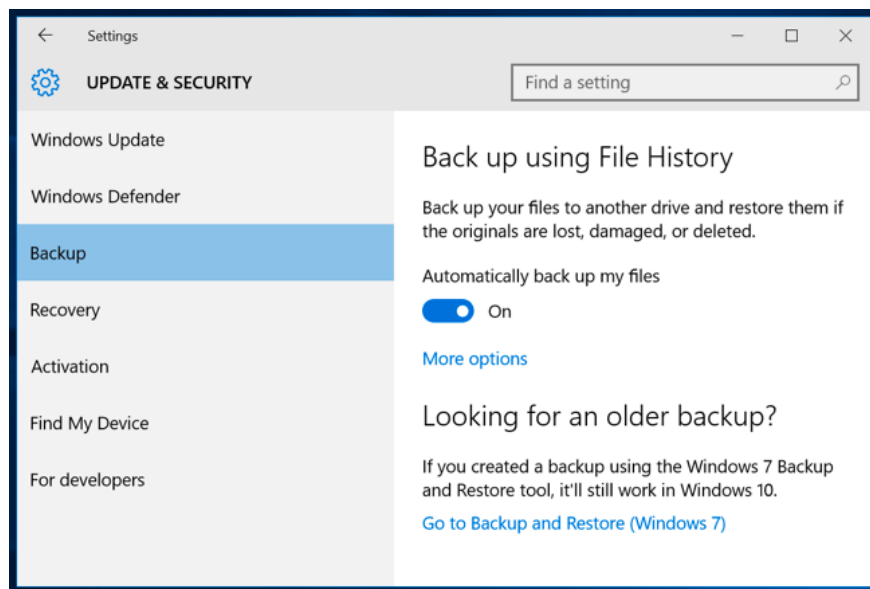 Settings
UPDATE & SECURITY
Find a setting
Windows Update
Windows Defender
Backup
Recovery
Activation
Find My Device
For developers
Back up using File History
Back up your files to another drive and restore them if
the originals are lost, damaged, or deleted.
Automatically back up my files
On
More options
Looking for an older backup?
If you created a backup using the Windows 7 Backup
and Restore tool, it'll still work in Windows 10.
Go to Backup and Restore (Windows 7)